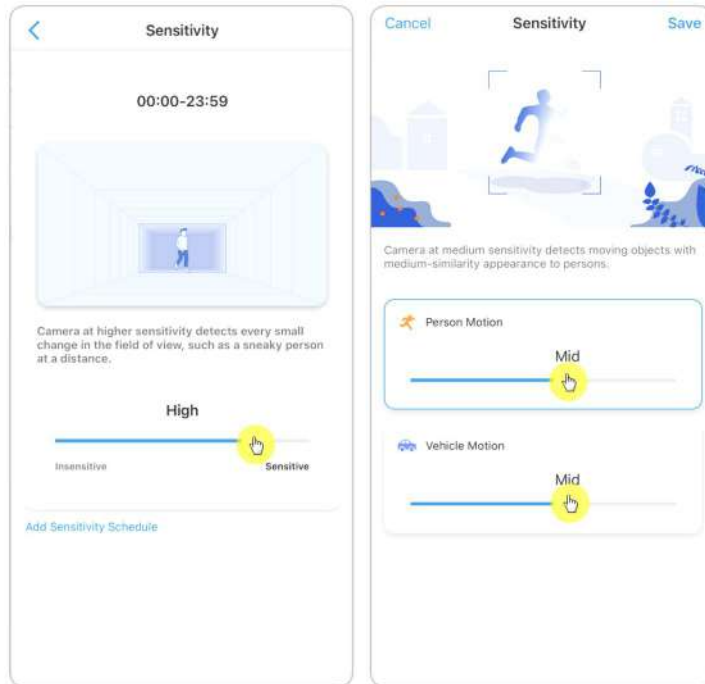 Sensitivity
00:00-23:59
Camera at higher sensitivity detects every small
change in the field of view, such as a sneaky person
at a distance.
High
Insensitive Sensitive
Add Sensitivity Schedule
Cancel Sensitivity Save
Camera at medium sensitivity detects moving objects with
medium-similarity appearance to persons.
Person Motion
Mid
Vehicle Motion
Mid